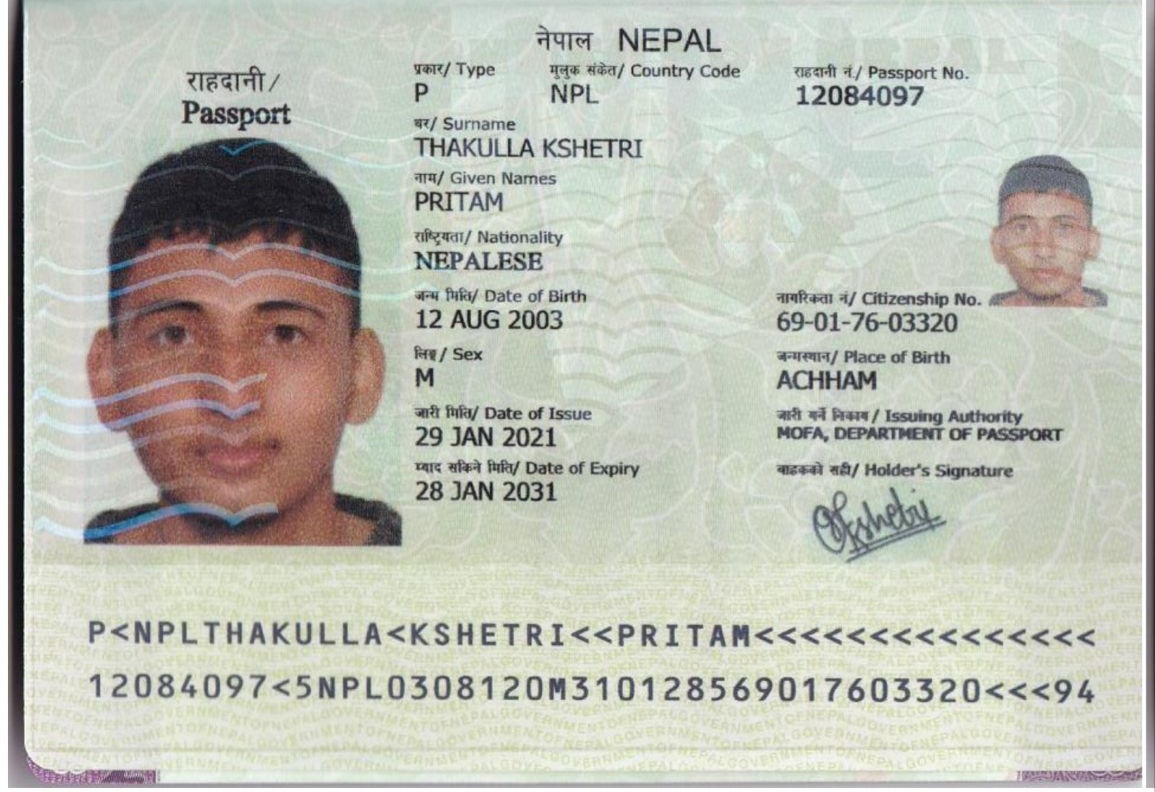 नेपाल NEPAL
राहदानी /
Passport
प्रकार/ Type
P
मुलुक संकेत/ Country Code
NPL
राहदानी नं./ Passport No.
12084097
थर/ Surname
THAKULLA KSHETRI
नाम/ Given Names
PRITAM
राष्ट्रियता/ Nationality
NEPALESE
जन्म मिति/ Date of Birth
12 AUG 2003
नागरिकता नं/ Citizenship No.
69-01-76-03320
लिङ्ग / Sex
M
जन्मस्थान/ Place of Birth
ACHHAM
जारी मिति/ Date of Issue
29 JAN 2021
जारी गर्ने निकाय / Issuing Authority
MOFA, DEPARTMENT OF PASSPORT
म्याद सकिने मिति/ Date of Expiry
28 JAN 2031
वाहकको सही/ Holder's Signature
P<NPLTHAKULLA<KSHETRI<<PRITAM<<<<<<<<<<<<<<<
12084097<5NPL0308120M310128569017603320<<<94